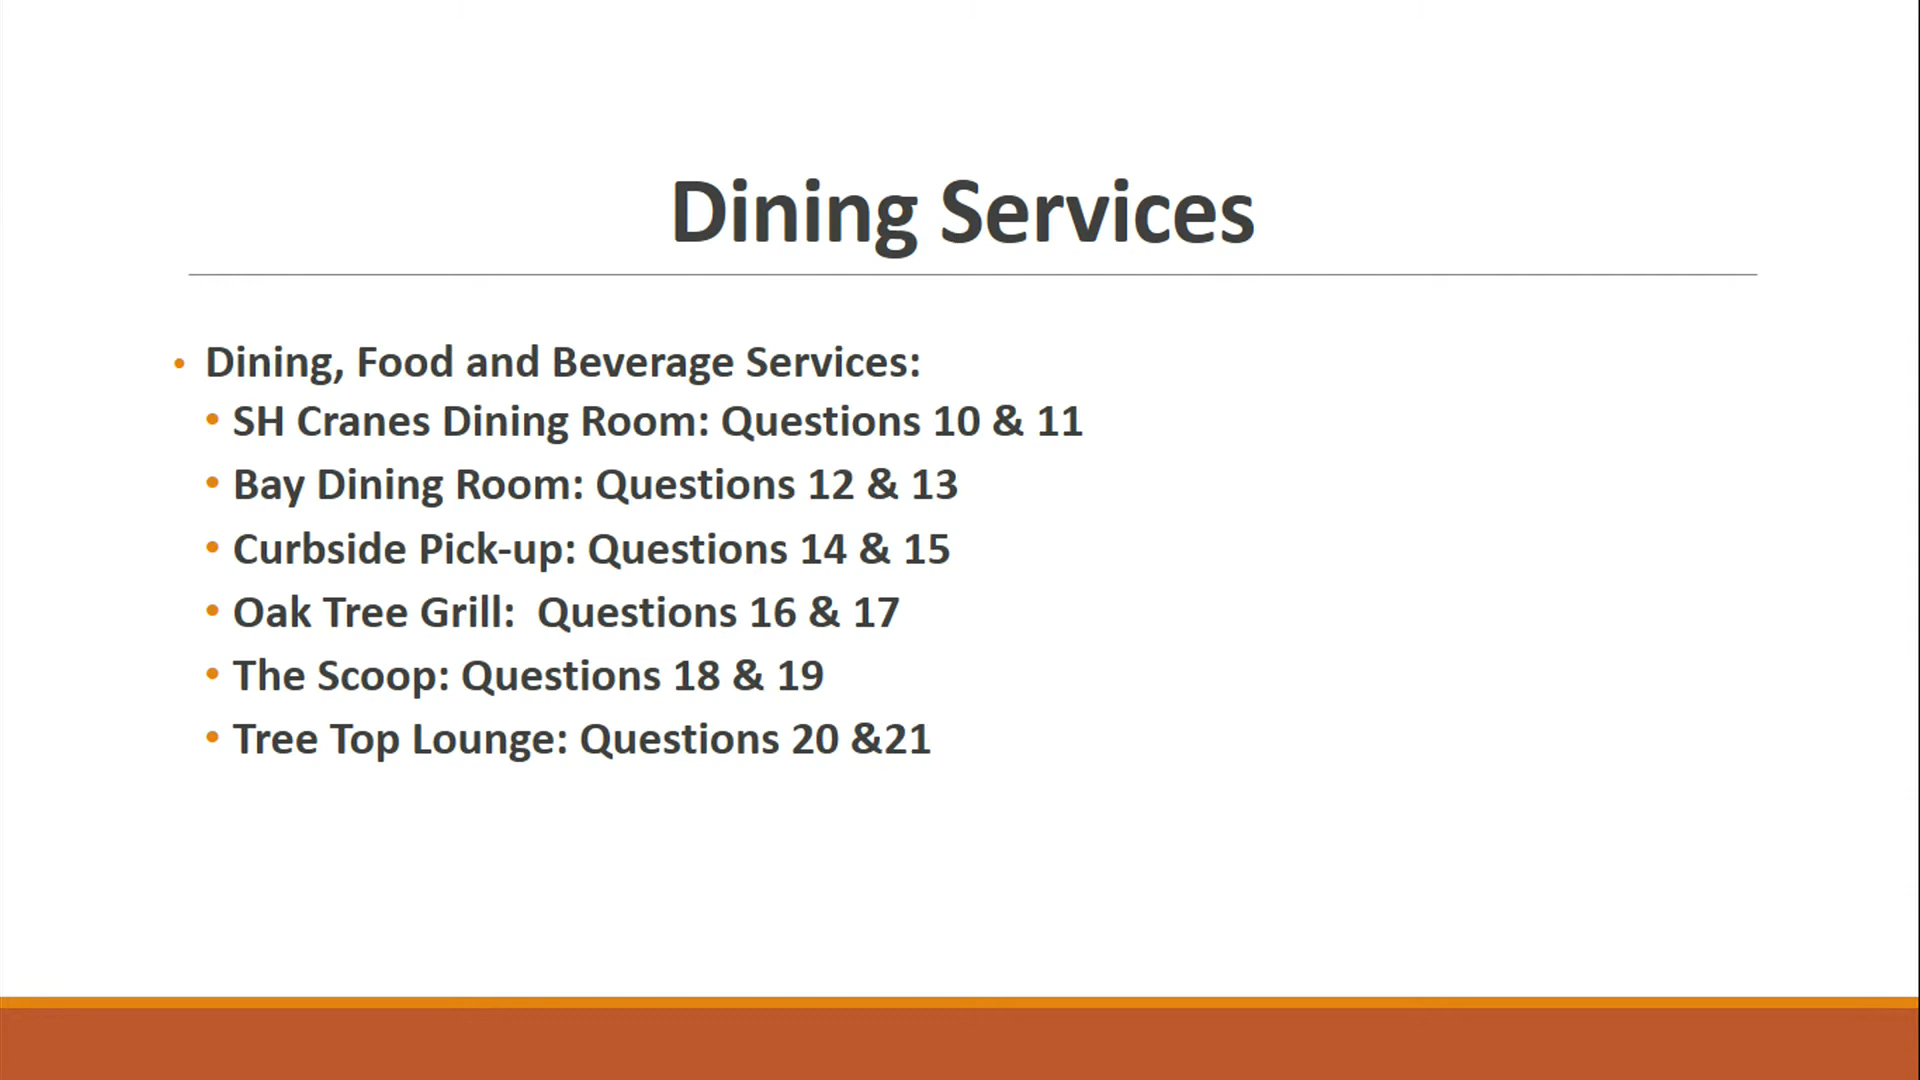 Dining Services
• Dining, Food and Beverage Services:
• SH Cranes Dining Room: Questions 10 & 11
• Bay Dining Room: Questions 12 & 13
• Curbside Pick-up: Questions 14 & 15
• Oak Tree Grill:  Questions 16 & 17
• The Scoop: Questions 18 & 19
• Tree Top Lounge: Questions 20 &21